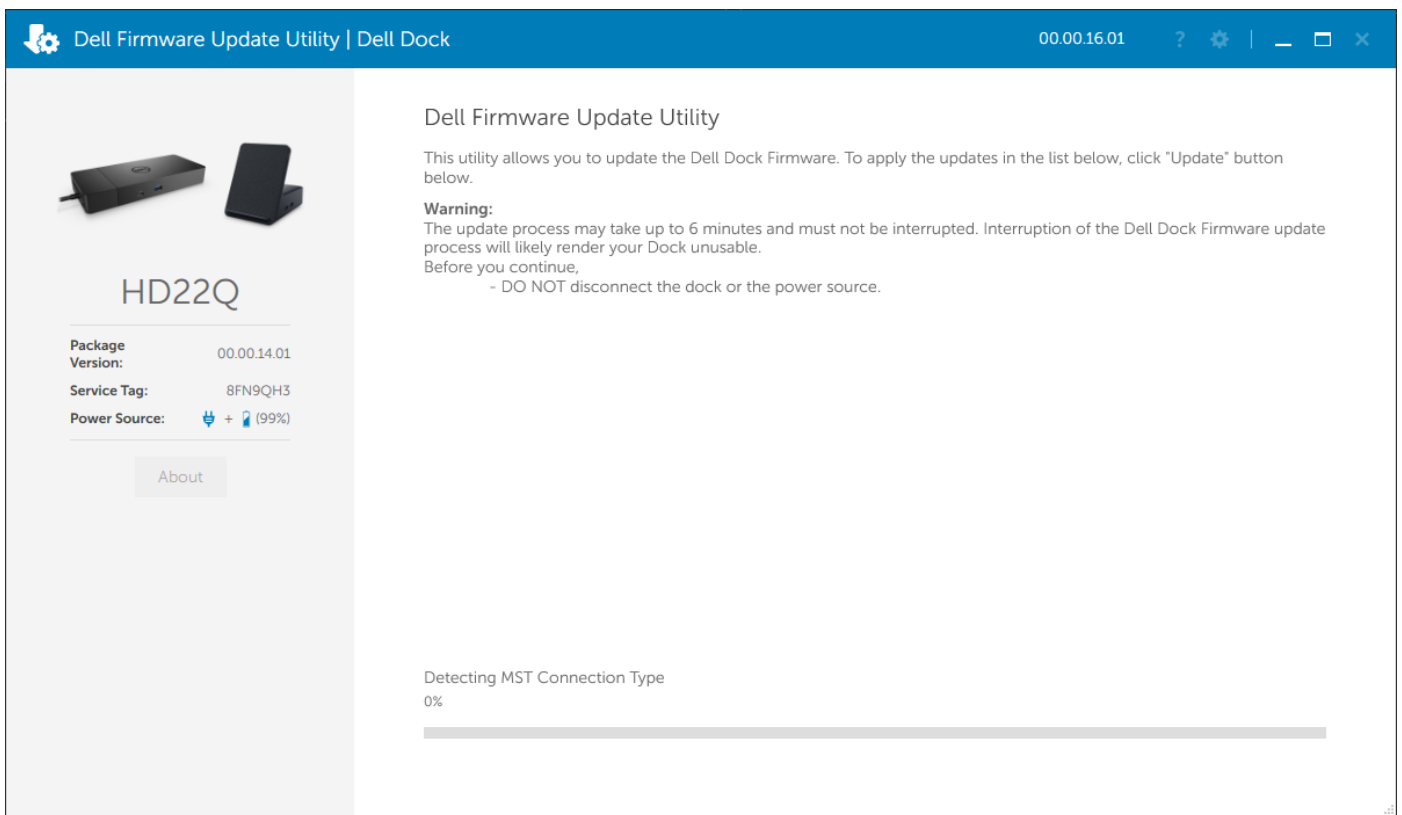 Dell Firmware Update Utility | Dell Dock
00.00.16.01
?
Dell Firmware Update Utility
This utility allows you to update the Dell Dock Firmware. To apply the updates in the list below, click "Update" button
below.
Warning:
The update process may take up to 6 minutes and must not be interrupted. Interruption of the Dell Dock Firmware update
process will likely render your Dock unusable.
Before you continue,
- DO NOT disconnect the dock or the power source.
HD22Q
Package
Version:
00.00.14.01
Service Tag: 8FN9QH3
Power Source: + (99%)
About
Detecting MST Connection Type
0%